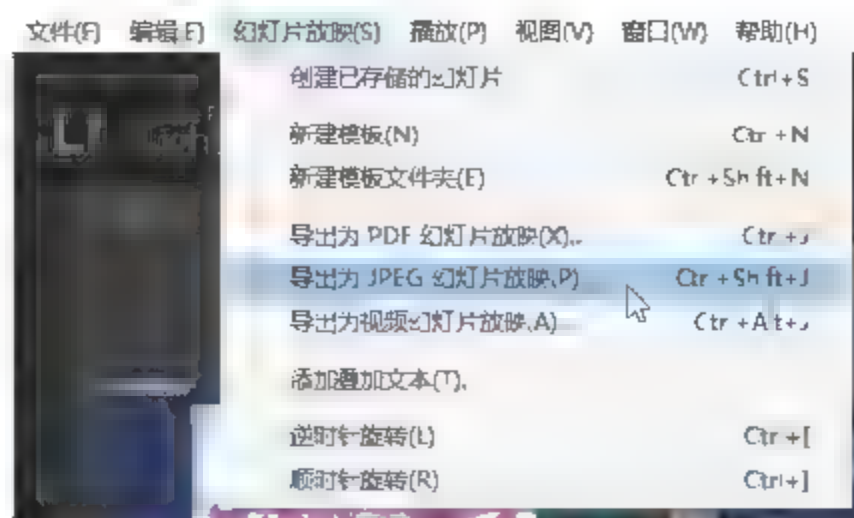 文件(F) 编辑(E) 幻灯片放映(S) 播放(P) 视图(V) 窗口(W) 帮助(H)
创建已存储的幻灯片 Ctrl+S
新建模板(N) Ctrl+N
新建模板文件夹(E) Ctrl+Shift+N
导出为 PDF 幻灯片放映(X)... Ctrl+J
导出为 JPEG 幻灯片放映(P) Ctrl+Shift+J
导出为视频幻灯片放映(A) Ctrl+Alt+J
添加叠加文本(T)
逆时针旋转(L) Ctrl+[
顺时针旋转(R) Ctrl+]